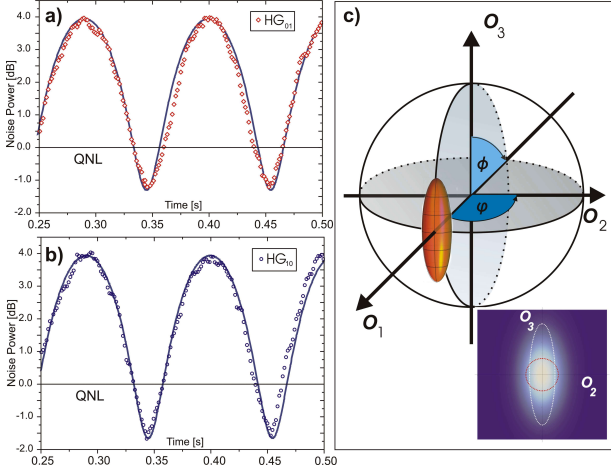 a)
HG01
Noise Power [dB]
4.0
3.0
2.0
1.0
0.0
-1.0
-2.0
QNL
Time [s]
0.25 0.30 0.35 0.40 0.45 0.50
b)
HG10
Noise Power [dB]
4.0
3.0
2.0
1.0
0.0
-1.0
2.0
QNL
Time [s]
0.25 0.30 0.35 0.40 0.45 0.50
c)
O3
ϕ
φ
O2
O1
O3
O2